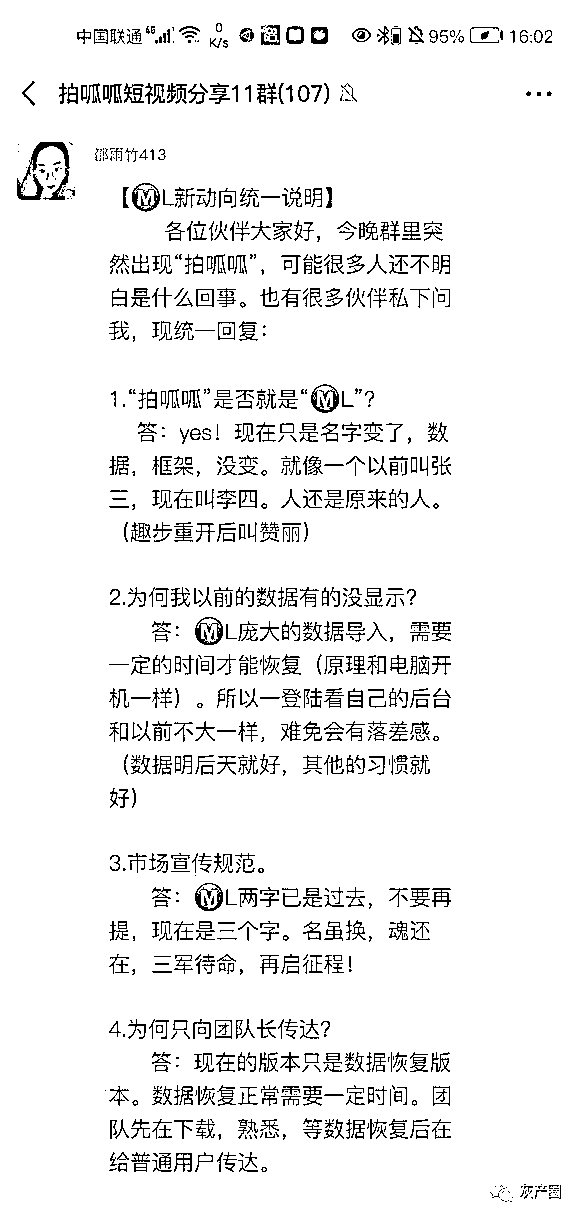 中国联通 46 0 K/s 95% 16:02
拍呱呱短视频分享11群(107)
邵雨竹413
【ⓂL新动向统一说明】
各位伙伴大家好，今晚群里突
然出现“拍呱呱”，可能很多人还不明
白是什么回事。也有很多伙伴私下问
我，现统一回复：
1.“拍呱呱”是否就是“ⓂL”？
答：yes！现在只是名字变了，数
据，框架，没变。就像一个以前叫张
三，现在叫李四。人还是原来的人。
（趣步重开后叫赞丽）
2.为何我以前的数据有的没显示？
答：ⓂL庞大的数据导入，需要
一定的时间才能恢复（原理和电脑开
机一样）。所以一登陆看自己的后台
和以前不大一样，难免会有落差感。
（数据明后天就好，其他的习惯就
好）
3.市场宣传规范。
答：ⓂL两字已是过去，不要再
提，现在是三个字。名虽换，魂还
在，三军待命，再启征程！
4.为何只向团队长传达？
答：现在的版本只是数据恢复版
本。数据恢复正常需要一定时间。团
队先在下载，熟悉，等数据恢复后在
给普通用户传达。
灰产圈